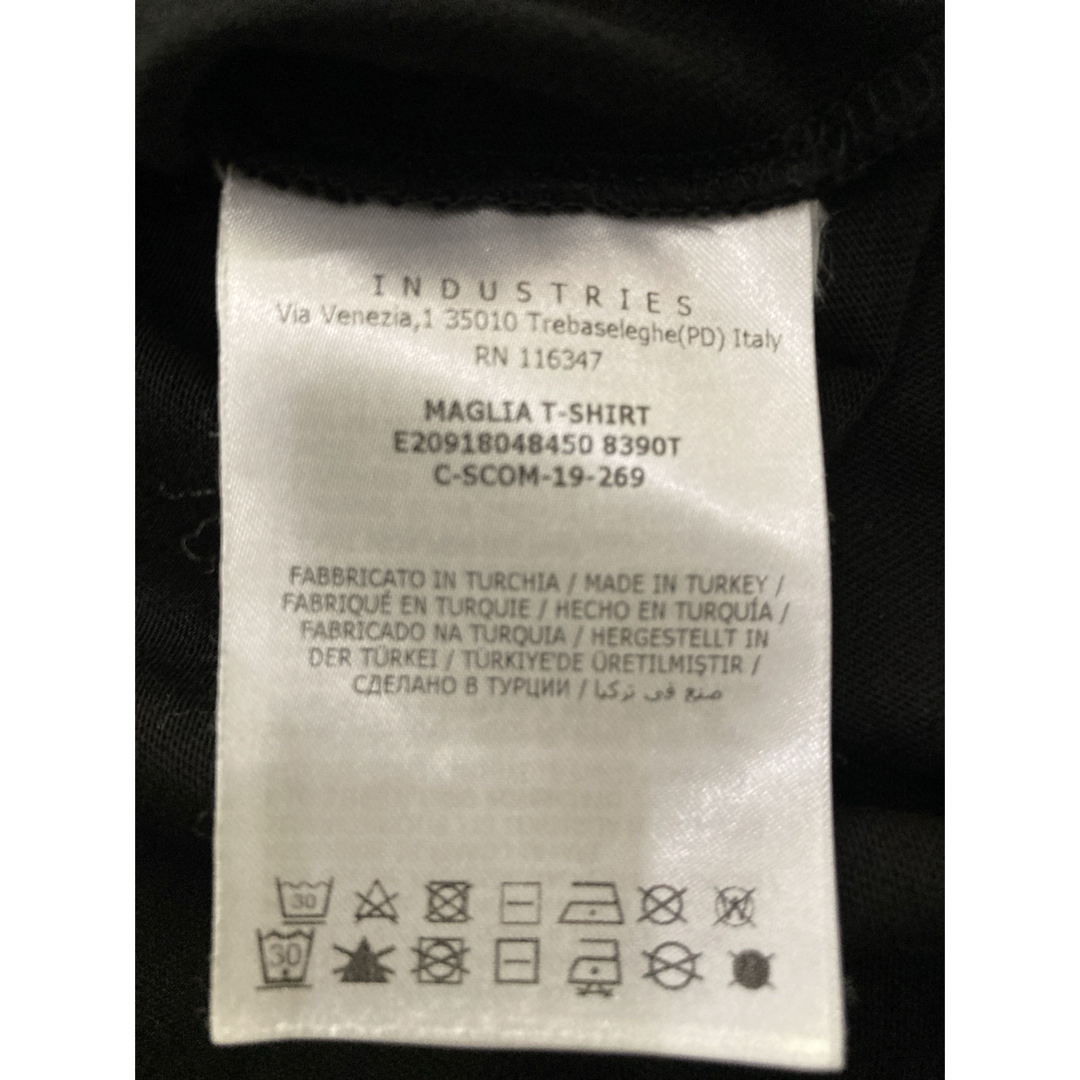 INDUSTRIES
Via Venezia,1 35010 Trebaseleghe(PD) Italy
RN 116347
MAGLIA T-SHIRT
E20918048450 8390T
C-SCOM-19-269
FABBRICATO IN TURCHIA / MADE IN TURKEY /
FABRIQUÉ EN TURQUIE / HECHO EN TURQUÍA /
FABRICADO NA TURQUIA / HERGESTELLT IN
DER TÜRKEI / TÜRKIYE'DE ÜRETILMIŞTIR /
СДЕЛАНО В ТУРЦИИ / صنع في تركيا
30 W
30